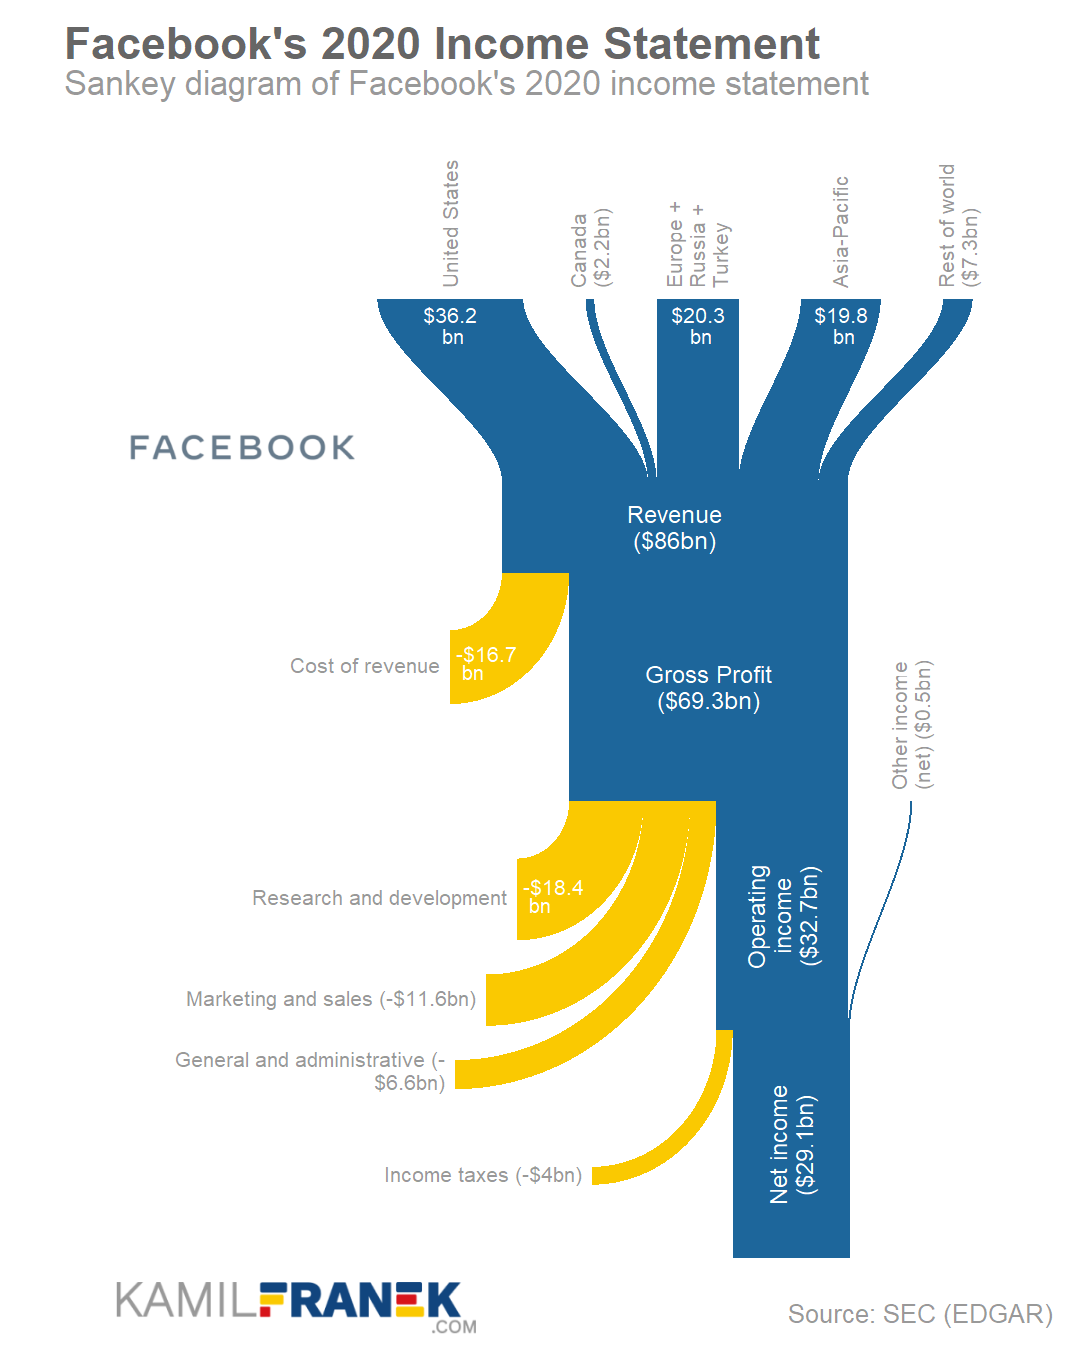 Facebook's 2020 Income Statement
Sankey diagram of Facebook's 2020 income statement
United States
Canada
($2.2bn)
Europe +
Russia +
Turkey
Asia-Pacific
Rest of world
($7.3bn)
$36.2
bn
$20.3
bn
$19.8
bn
FACEBOOK
Revenue
($86bn)
Cost of revenue
-$16.7
bn
Gross Profit
($69.3bn)
Other income
(net) ($0.5bn)
Research and development
-$18.4
bn
Operating
income
($32.7bn)
Marketing and sales (-$11.6bn)
General and administrative (-
$6.6bn)
Net income
($29.1bn)
Income taxes (-$4bn)
KAMILFRANEK
.COM
Source: SEC (EDGAR)